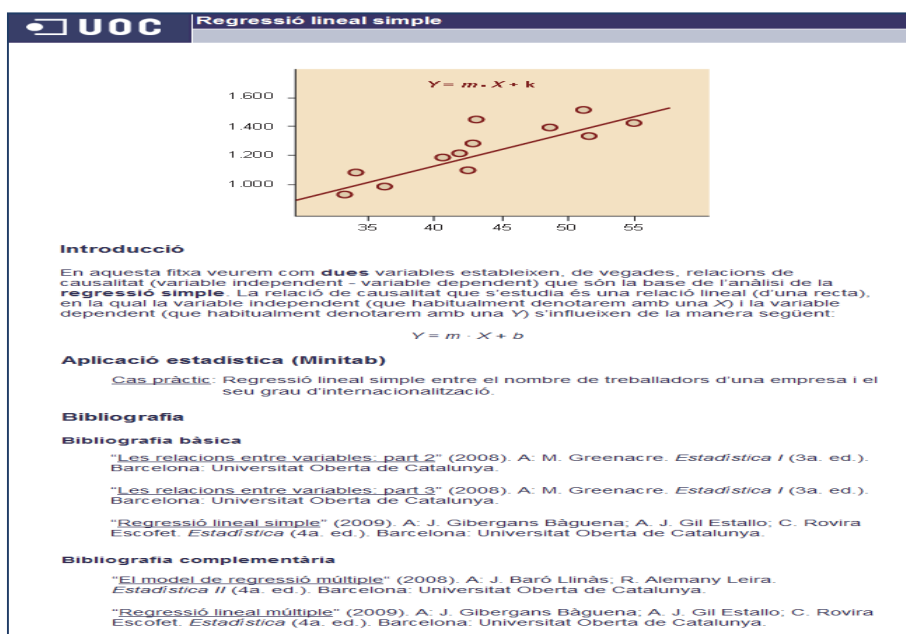 UOC
Regressió lineal simple
Y = m . X + k
1.600
1.400
1.200
1.000
35 40 45 50 55
Introducció
En aquesta fitxa veurem com dues variables estableixen, de vegades, relacions de
causalitat (variable independent - variable dependent) que són la base de l'anàlisi de la
regressió simple. La relació de causalitat que s'estudia és una relació lineal (d'una recta),
en la qual la variable independent (que habitualment denotarem amb una X) i la variable
dependent (que habitualment denotarem amb una Y) s'influeixen de la manera següent:
Y = m · X + b
Aplicació estadística (Minitab)
Cas pràctic: Regressió lineal simple entre el nombre de treballadors d'una empresa i el
seu grau d'internacionalització.
Bibliografia
Bibliografia bàsica
"Les relacions entre variables: part 2" (2008). A: M. Greenacre. Estadística I (3a. ed.).
Barcelona: Universitat Oberta de Catalunya.
"Les relacions entre variables: part 3" (2008). A: M. Greenacre. Estadística I (3a. ed.).
Barcelona: Universitat Oberta de Catalunya.
"Regressió lineal simple" (2009). A: J. Gibergans Bàguena; A. J. Gil Estallo; C. Rovira
Escofet. Estadística (4a. ed.). Barcelona: Universitat Oberta de Catalunya.
Bibliografia complementària
"El model de regressió múltiple" (2008). A: J. Baró Llinàs; R. Alemany Leira.
Estadística II (4a. ed.). Barcelona: Universitat Oberta de Catalunya.
"Regressió lineal múltiple" (2009). A: J. Gibergans Bàguena; A. J. Gil Estallo; C. Rovira
Escofet. Estadística (4a. ed.). Barcelona: Universitat Oberta de Catalunya.